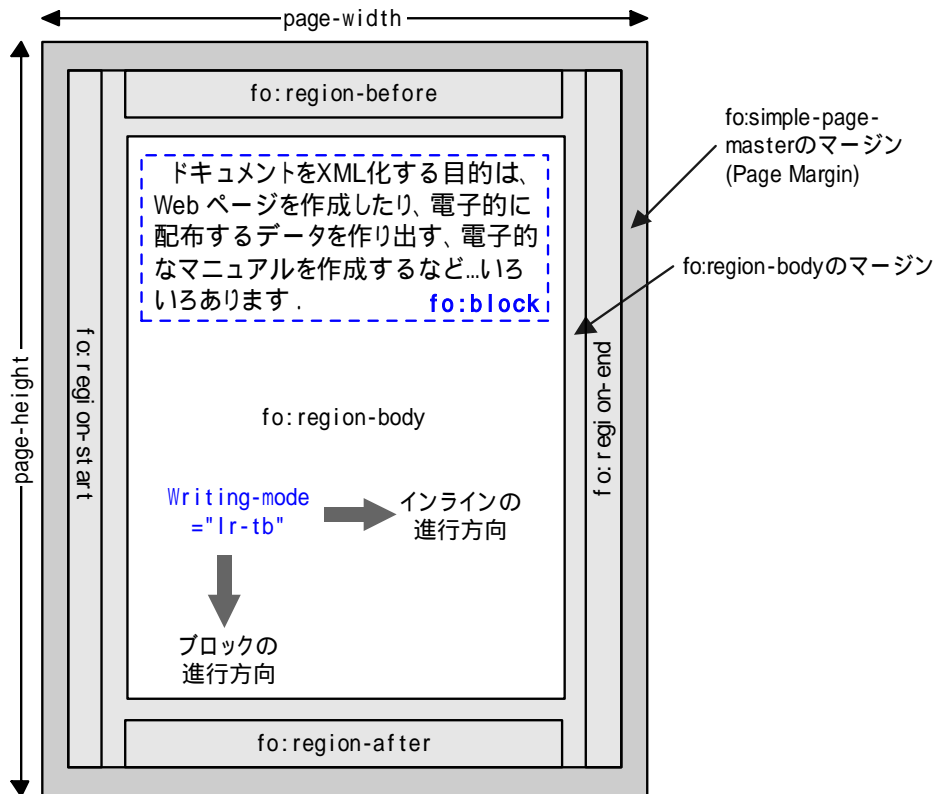 page-width
fo:region-before
fo:simple-page-
masterのマージン
(Page Margin)
ドキュメントをXML化する目的は、
Web ページを作成したり、電子的に
配布するデータを作り出す、電子的
なマニュアルを作成するなど...いろ
いろあります.
fo:block
fo:region-bodyのマージン
page-height
fo:region-start
fo:region-end
fo:region-body
Writing-mode
="lr-tb"
インラインの
進行方向
ブロックの
進行方向
fo:region-after